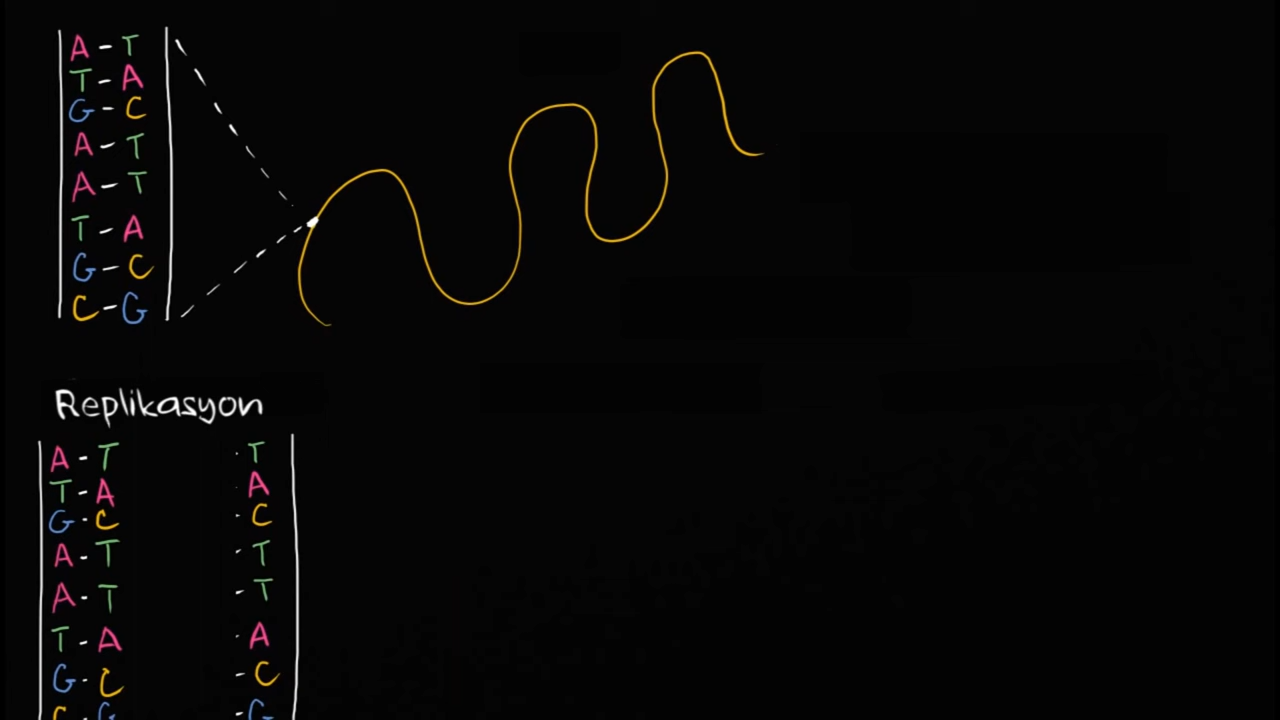 A - T
T - A
G - C
A - T
A - T
T - A
G - C
C - G
Replikasyon
A - T - T
T - A - A
G - C - C
A - T - T
A - T - T
T - A - A
G - C - C
C - G - G